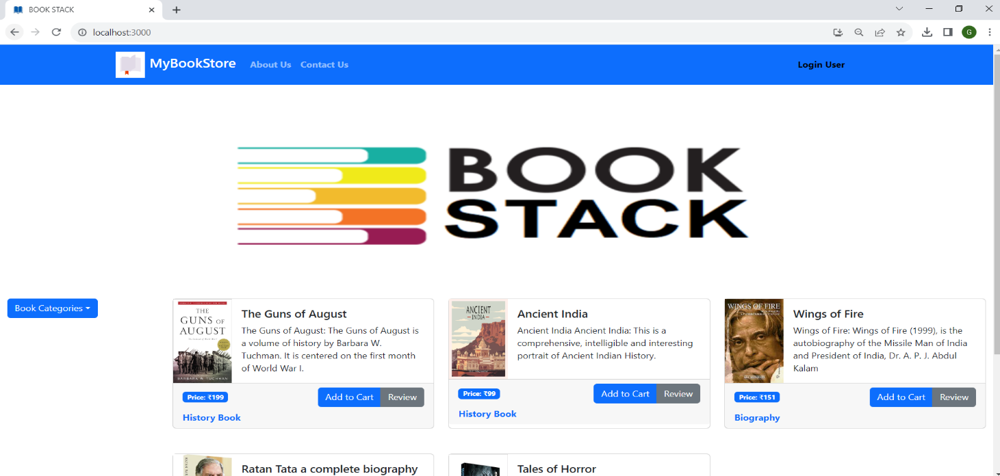 BOOK STACK
localhost:3000
G
MyBookStore About Us Contact Us Login User
BOOK
STACK
Book Categories
THE
GUNS OF
AUGUST
BARBARA W. TUCHMAN
The Guns of August
The Guns of August: The Guns of August is
a volume of history by Barbara W.
Tuchman. It is centered on the first month
of World War I.
Price: ₹199 Add to Cart Review
History Book
ANCIENT
INDIA
Ancient India
Ancient India Ancient India: This is a
comprehensive, intelligible and interesting
portrait of Ancient Indian History.
Price: ₹99 Add to Cart Review
History Book
WINGS OF FIRE
Wings of Fire
Wings of Fire: Wings of Fire (1999), is the
autobiography of the Missile Man of India
and President of India, Dr. A. P. J. Abdul
Kalam
Price: ₹151 Add to Cart Review
Biography
Ratan Tata a complete biography
Tales of Horror